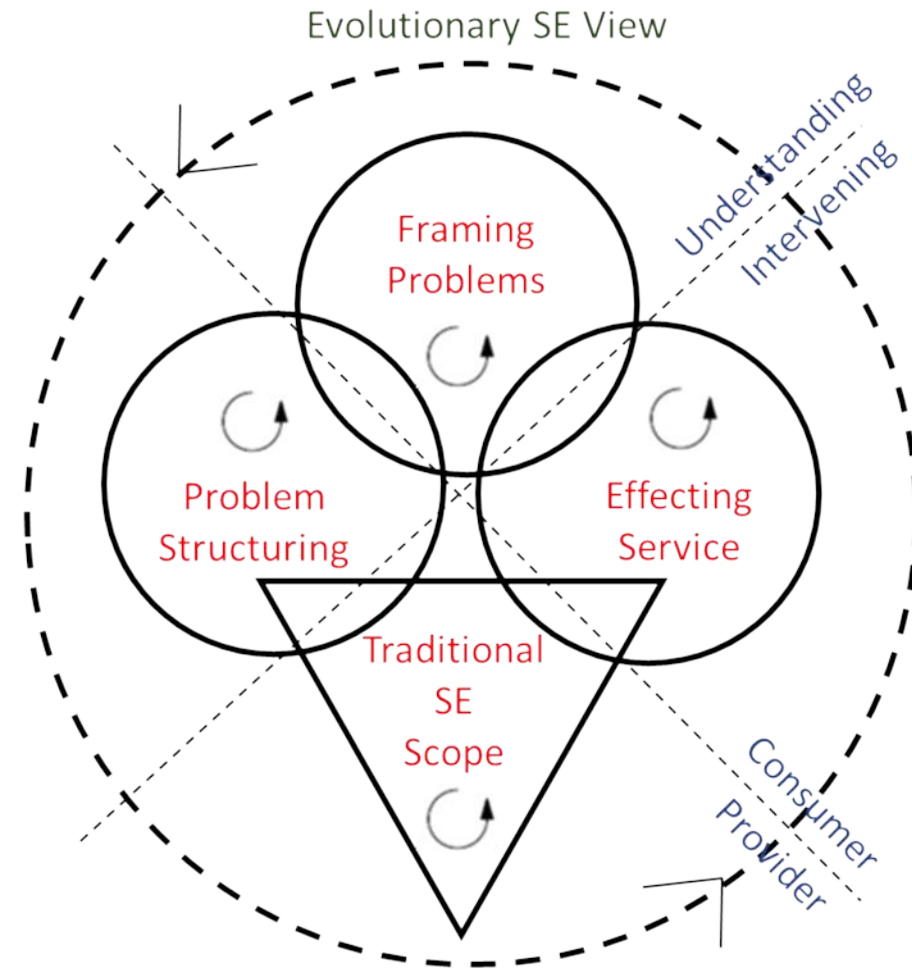 Evolutionary SE View
Understanding
Intervening
Framing
Problems
Problem
Structuring
Effecting
Service
Traditional
SE
Scope
Consumer
Provider